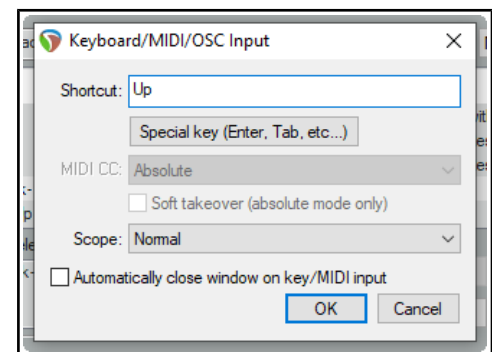 Keyboard/MIDI/OSC Input
Shortcut: Up
Special key (Enter, Tab, etc...)
MIDI CC: Absolute
Soft takeover (absolute mode only)
Scope: Normal
Automatically close window on key/MIDI input
OK Cancel